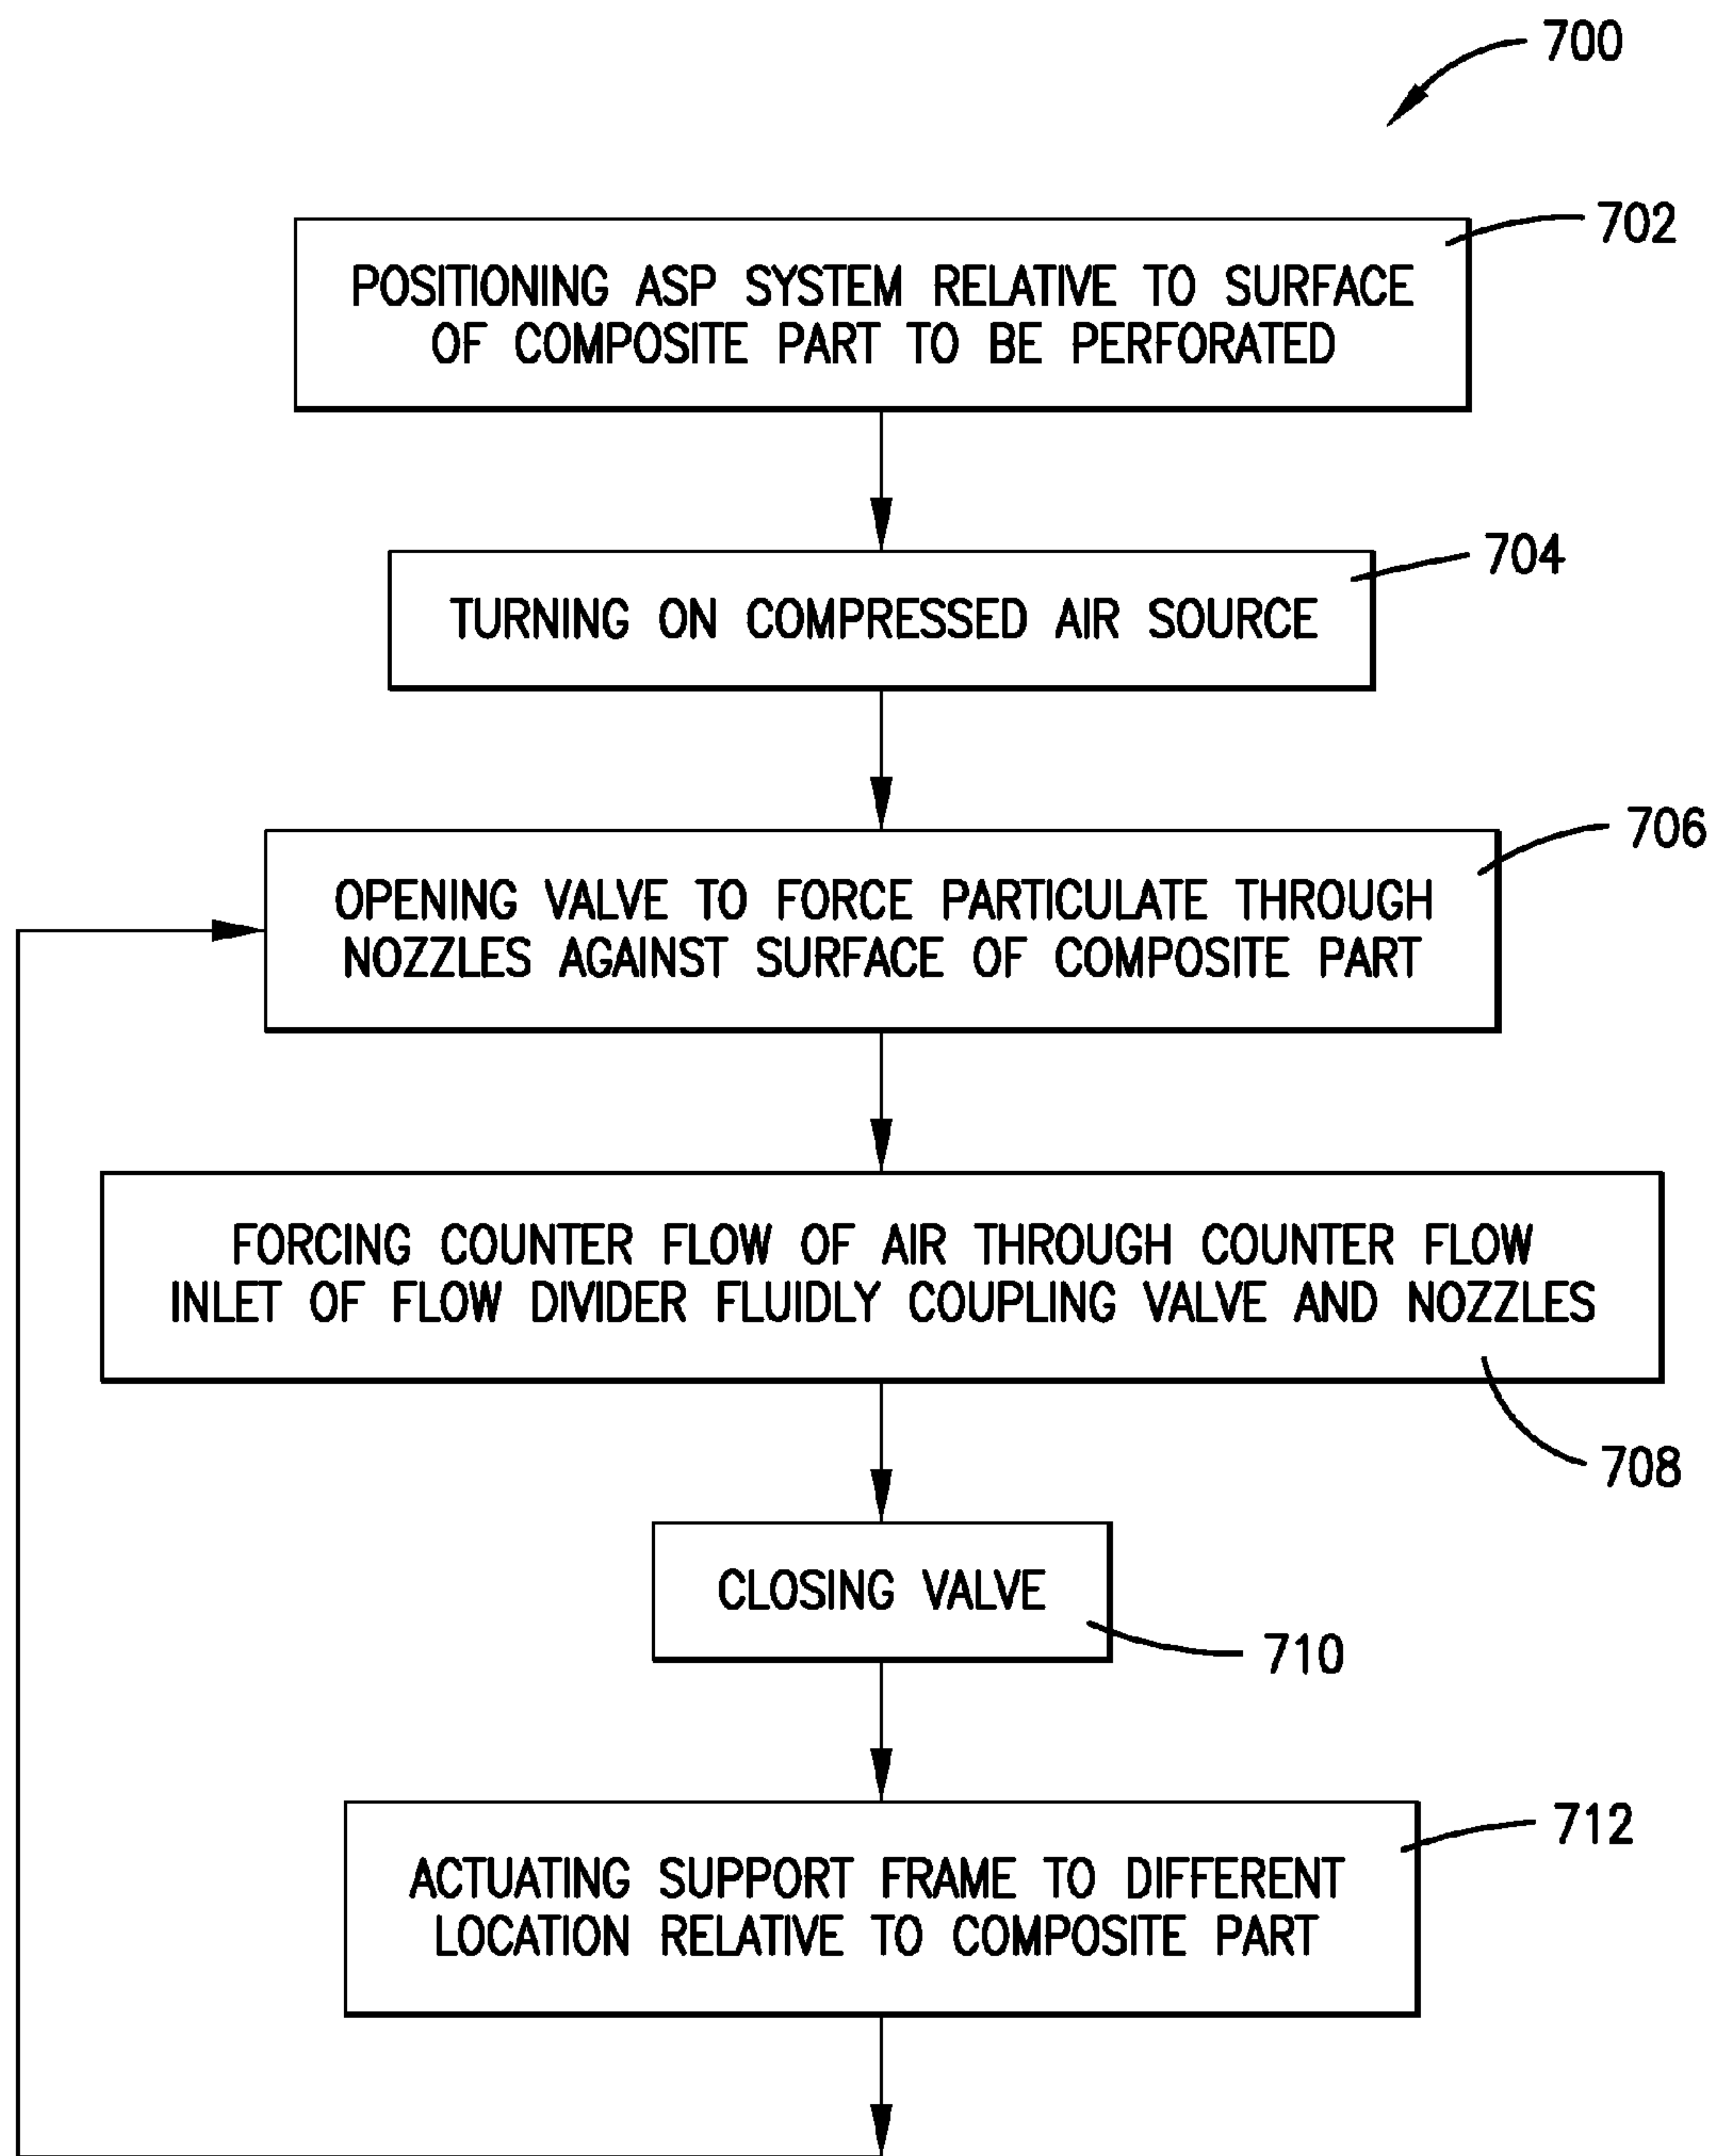 700
702
POSITIONING ASP SYSTEM RELATIVE TO SURFACE
OF COMPOSITE PART TO BE PERFORATED
704
TURNING ON COMPRESSED AIR SOURCE
706
OPENING VALVE TO FORCE PARTICULATE THROUGH
NOZZLES AGAINST SURFACE OF COMPOSITE PART
FORCING COUNTER FLOW OF AIR THROUGH COUNTER FLOW
INLET OF FLOW DIVIDER FLUIDLY COUPLING VALVE AND NOZZLES
708
CLOSING VALVE
710
712
ACTUATING SUPPORT FRAME TO DIFFERENT
LOCATION RELATIVE TO COMPOSITE PART